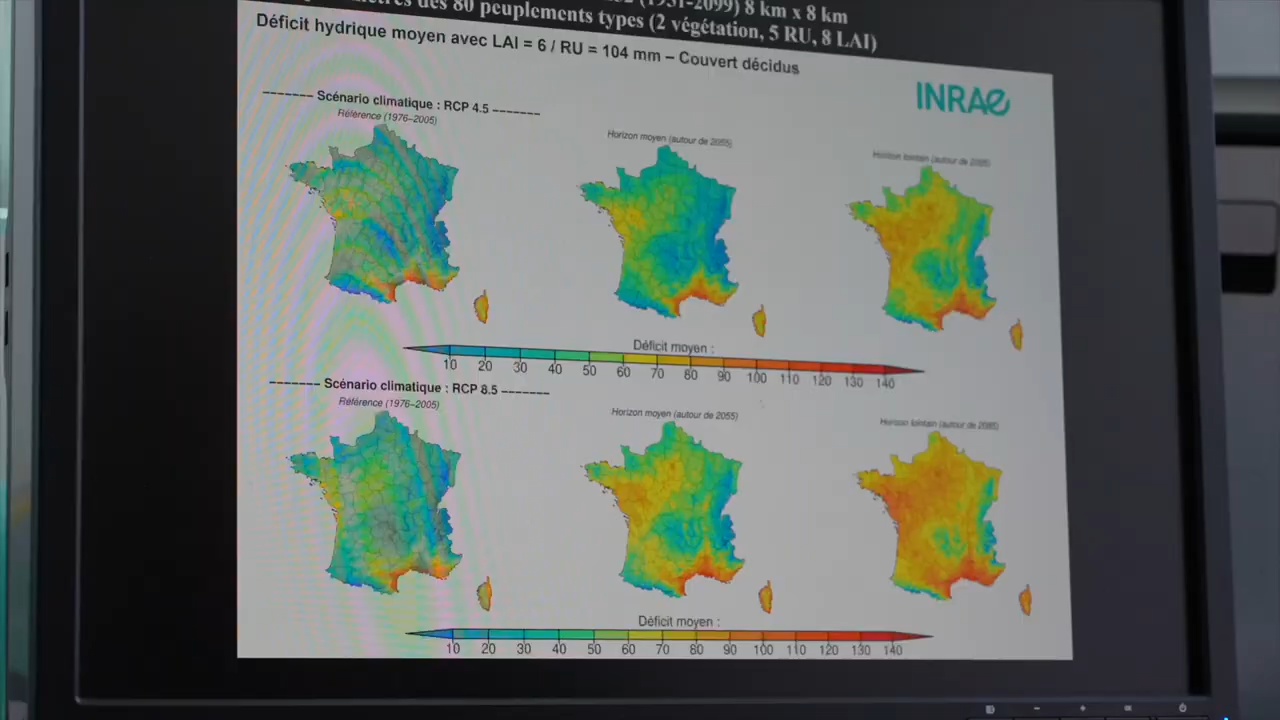 1-2099) 8 km x 8 km
des 80 peuplements types (2 végétation, 5 RU, 8 LAI)
Déficit hydrique moyen avec LAI = 6 / RU = 104 mm – Couvert décidus
INRAE
------- Scénario climatique : RCP 4.5 -------
Référence (1976–2005)
Horizon moyen (autour de 2055)
Horizon lointain (autour de 2085)
Déficit moyen :
10 20 30 40 50 60 70 80 90 100 110 120 130 140
------- Scénario climatique : RCP 8.5 -------
Référence (1976–2005)
Horizon moyen (autour de 2055)
Horizon lointain (autour de 2085)
Déficit moyen :
10 20 30 40 50 60 70 80 90 100 110 120 130 140